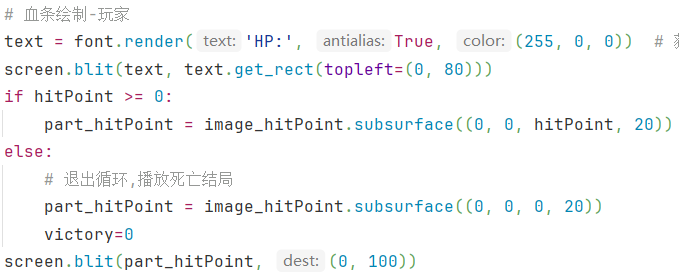 # 血条绘制-玩家
text = font.render( text: 'HP:', antialias: True, color: (255, 0, 0))  #
screen.blit(text, text.get_rect(topleft=(0, 80)))
if hitPoint >= 0:
    part_hitPoint = image_hitPoint.subsurface((0, 0, hitPoint, 20))
else:
    # 退出循环,播放死亡结局
    part_hitPoint = image_hitPoint.subsurface((0, 0, 0, 20))
    victory=0
screen.blit(part_hitPoint, dest: (0, 100))